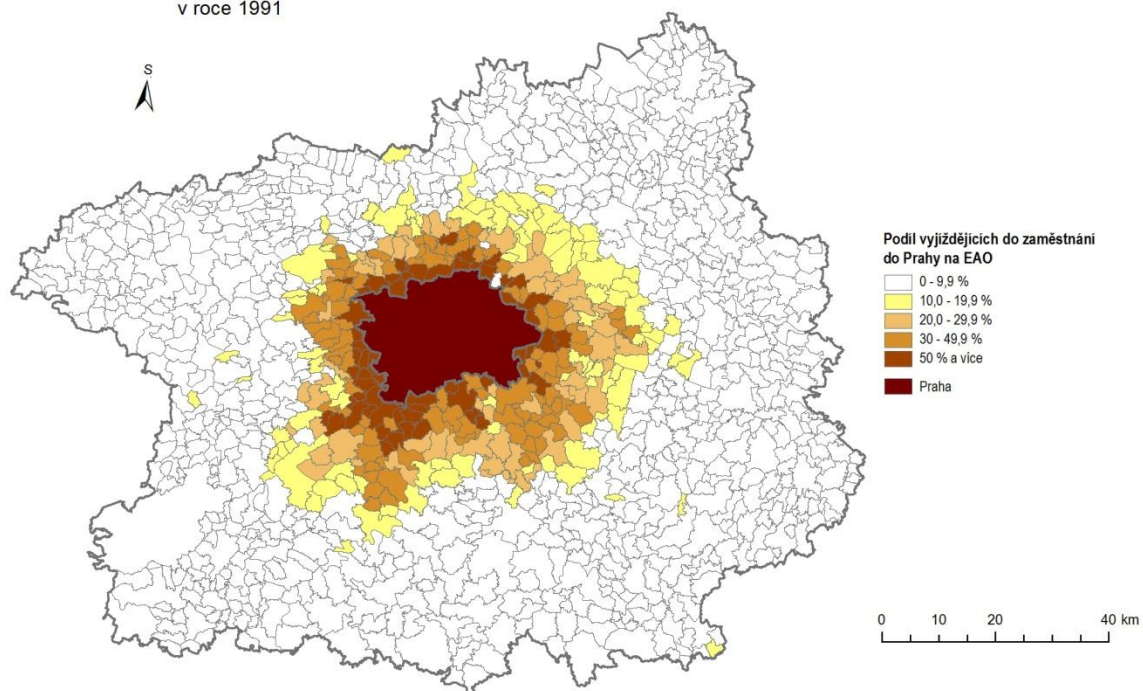 v roce 1991
S
Podíl vyjíždějících do zaměstnání
do Prahy na EAO
0 - 9,9 %
10,0 - 19,9 %
20,0 - 29,9 %
30 - 49,9 %
50 % a více
Praha
0 10 20 40 km